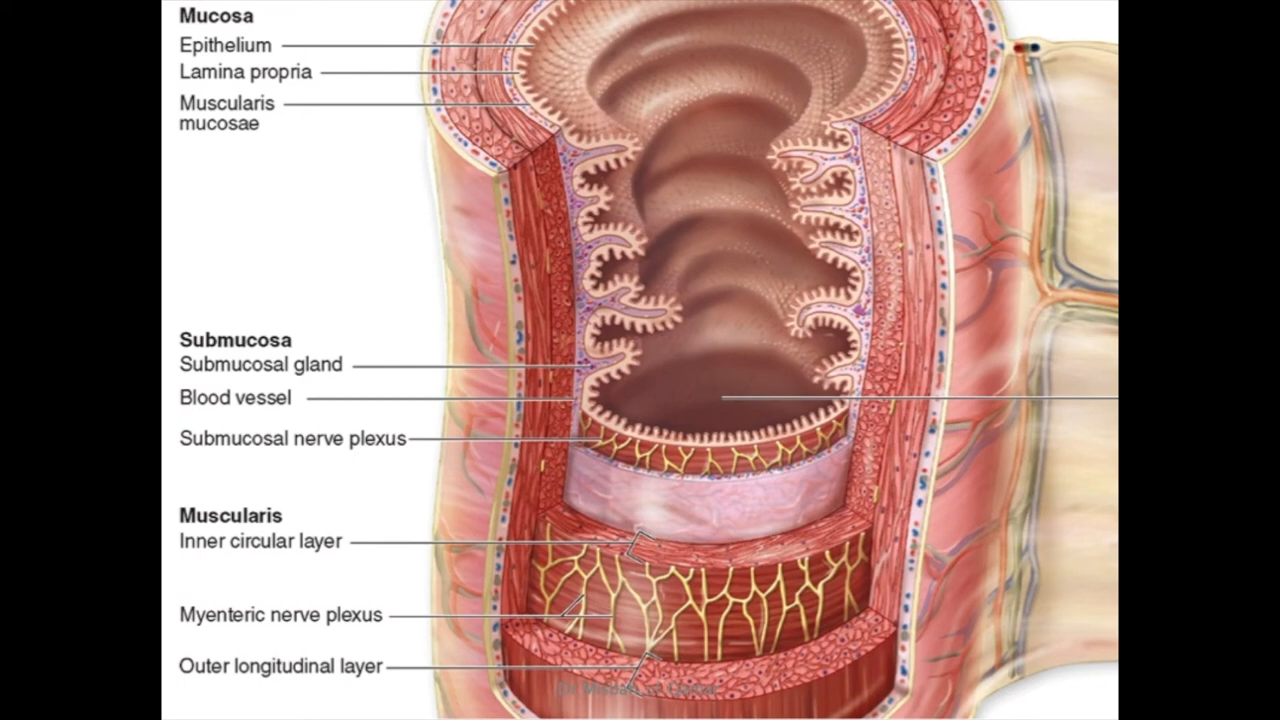 Mucosa
Epithelium
Lamina propria
Muscularis
mucosae
Submucosa
Submucosal gland
Blood vessel
Submucosal nerve plexus
Muscularis
Inner circular layer
Myenteric nerve plexus
Outer longitudinal layer